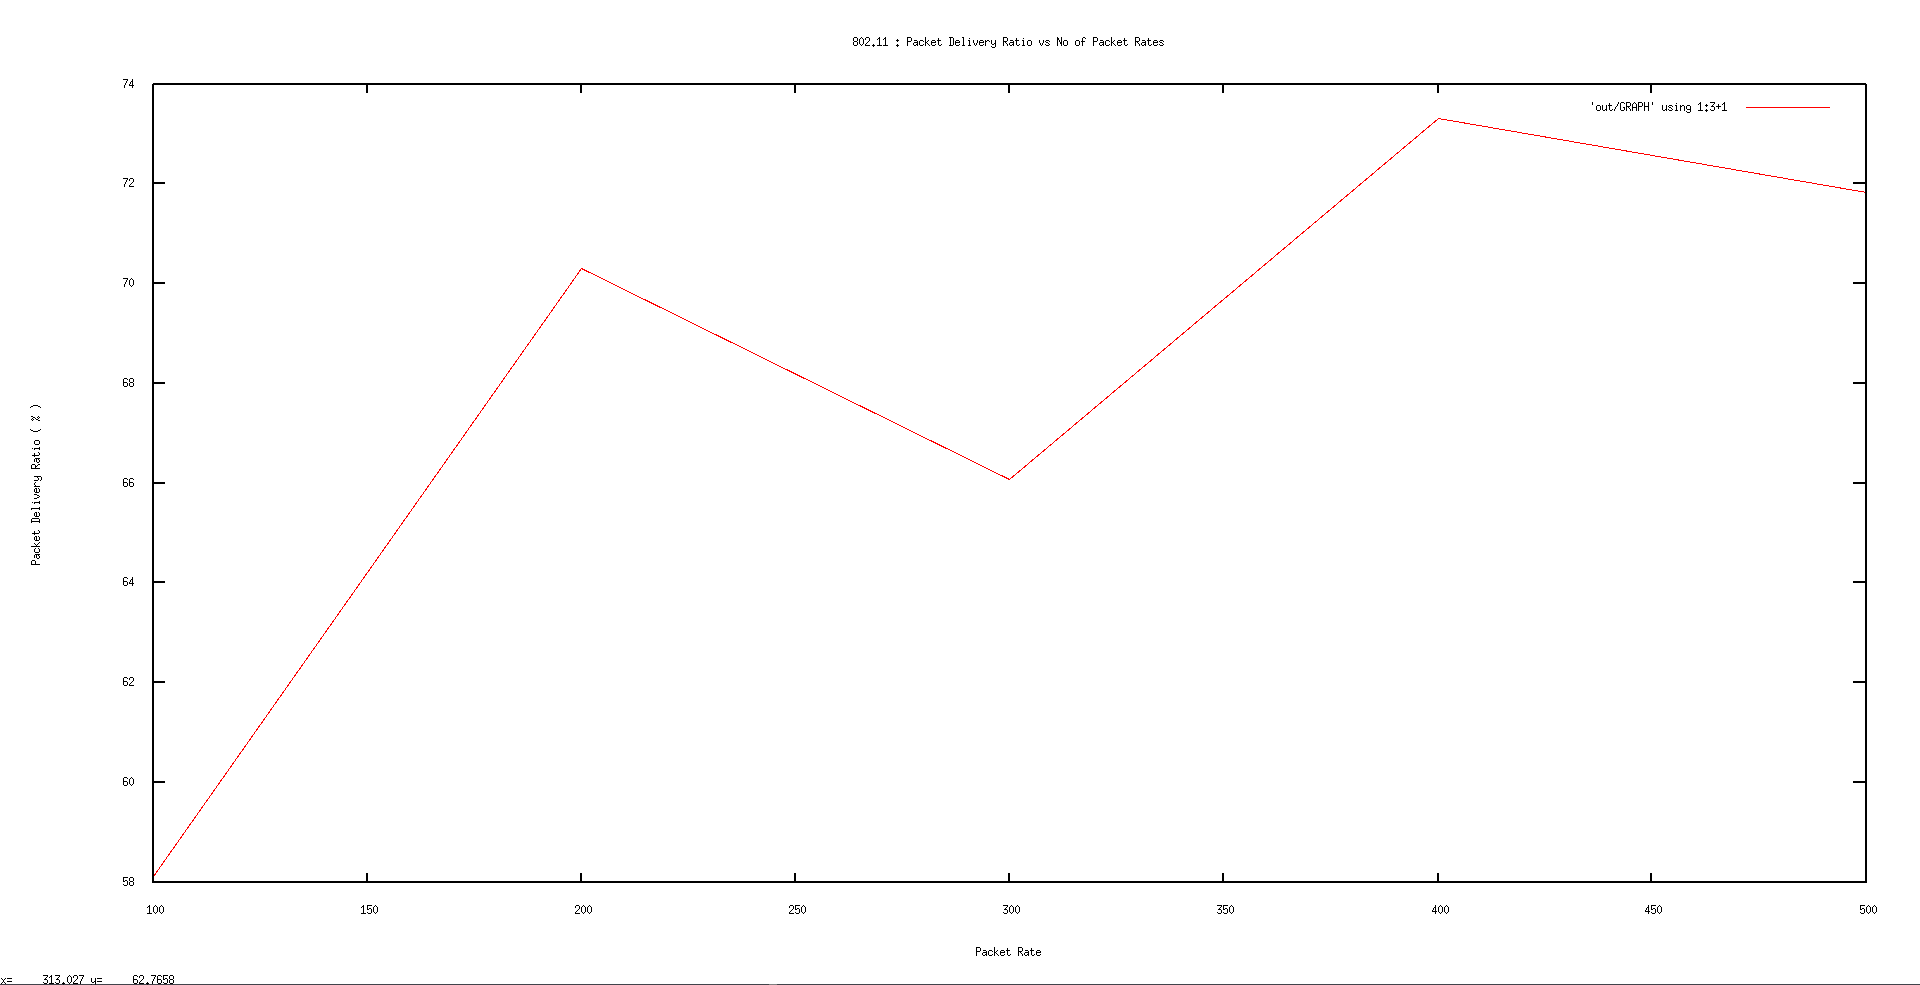 802.11 : Packet Delivery Ratio vs No of Packet Rates
'out/GRAPH' using 1:3+1
74
72
70
68
66
64
62
60
58
Packet Delivery Ratio ( % )
100 150 200 250 300 350 400 450 500
Packet Rate
x= 313.027 y= 62.7658